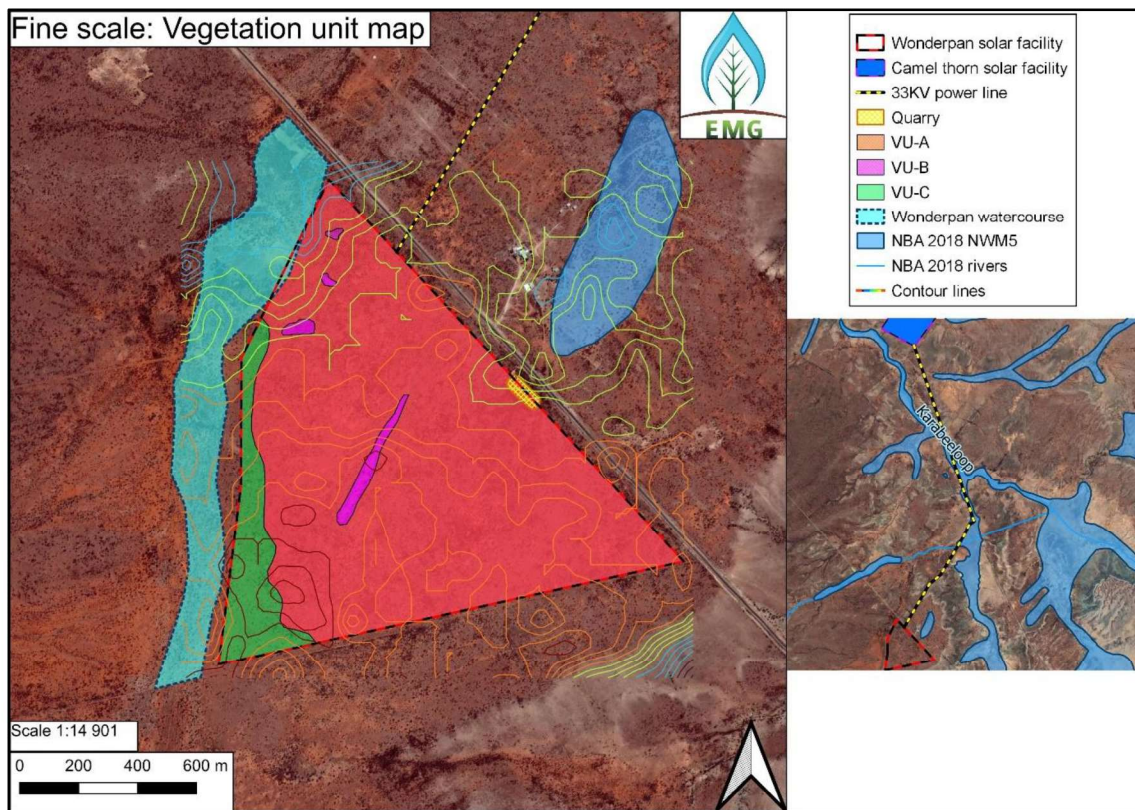 Fine scale: Vegetation unit map
EMG
Wonderpan solar facility
Camel thorn solar facility
33KV power line
Quarry
VU-A
VU-B
VU-C
Wonderpan watercourse
NBA 2018 NWM5
NBA 2018 rivers
Contour lines
Karabeeloop
Scale 1:14 901
0 200 400 600 m